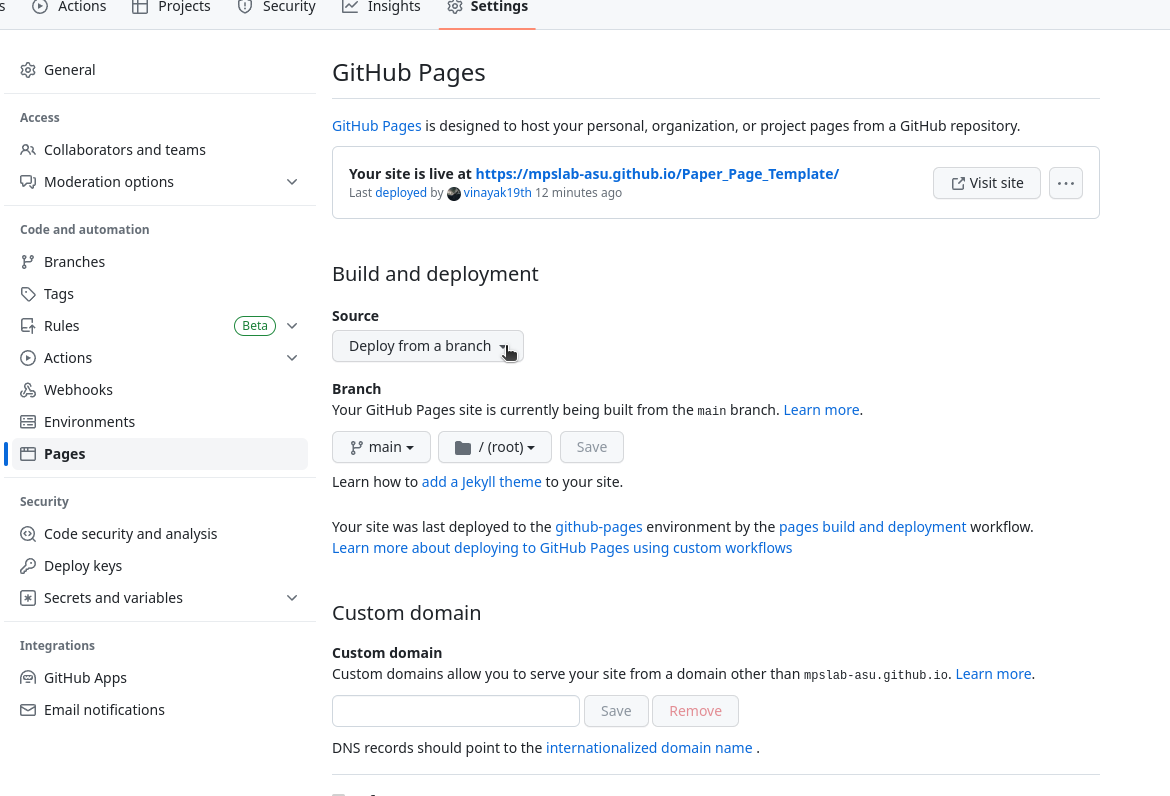 Actions Projects Security Insights Settings
General
Access
Collaborators and teams
Moderation options
Code and automation
Branches
Tags
Rules Beta
Actions
Webhooks
Environments
Pages
Security
Code security and analysis
Deploy keys
Secrets and variables
Integrations
GitHub Apps
Email notifications
GitHub Pages
GitHub Pages is designed to host your personal, organization, or project pages from a GitHub repository.
Your site is live at https://mpslab-asu.github.io/Paper_Page_Template/
Last deployed by vinayak19th 12 minutes ago
Visit site
Build and deployment
Source
Deploy from a branch
Branch
Your GitHub Pages site is currently being built from the main branch. Learn more.
main / (root) Save
Learn how to add a Jekyll theme to your site.
Your site was last deployed to the github-pages environment by the pages build and deployment workflow.
Learn more about deploying to GitHub Pages using custom workflows
Custom domain
Custom domain
Custom domains allow you to serve your site from a domain other than mpslab-asu.github.io. Learn more.
Save Remove
DNS records should point to the internationalized domain name .